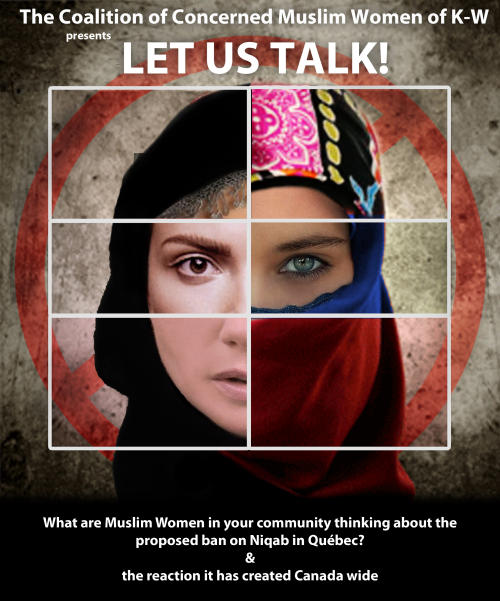 The Coalition of Concerned Muslim Women of K-W
presents
LET US TALK!
What are Muslim Women in your community thinking about the
proposed ban on Niqab in Québec?
&
the reaction it has created Canada wide